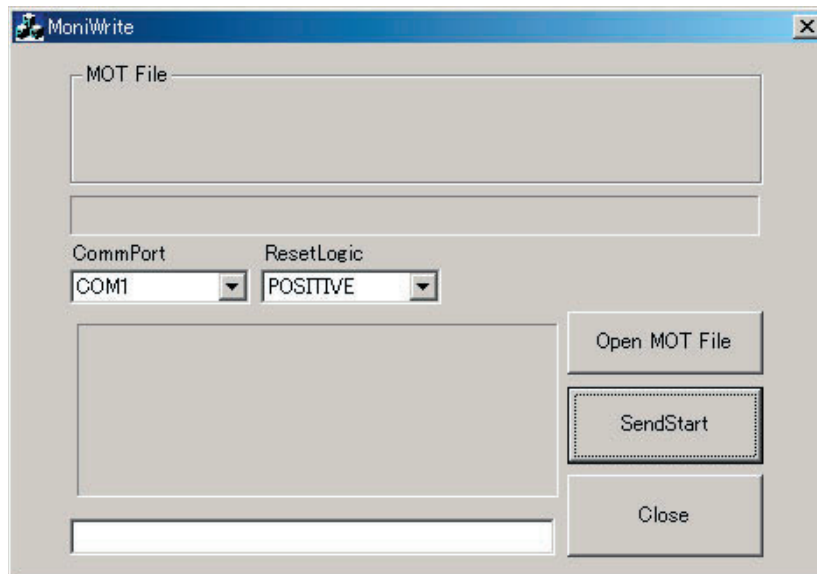 MoniWrite
MOT File
CommPort
ResetLogic
COM1
POSITIVE
Open MOT File
SendStart
Close